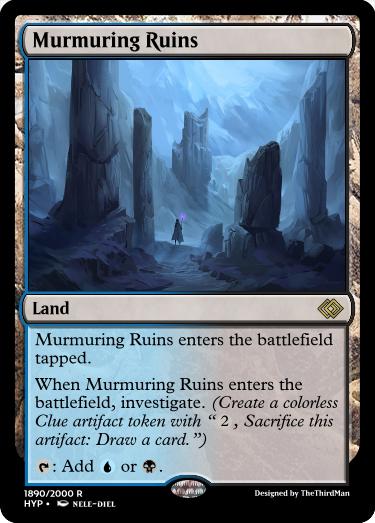 Murmuring Ruins
Land
Murmuring Ruins enters the battlefield
tapped.
When Murmuring Ruins enters the
battlefield, investigate. (Create a colorless
Clue artifact token with “ 2 , Sacrifice this
artifact: Draw a card.”)
: Add or .
1890/2000 R
HYP • NELE-DIEL
Designed by TheThirdMan